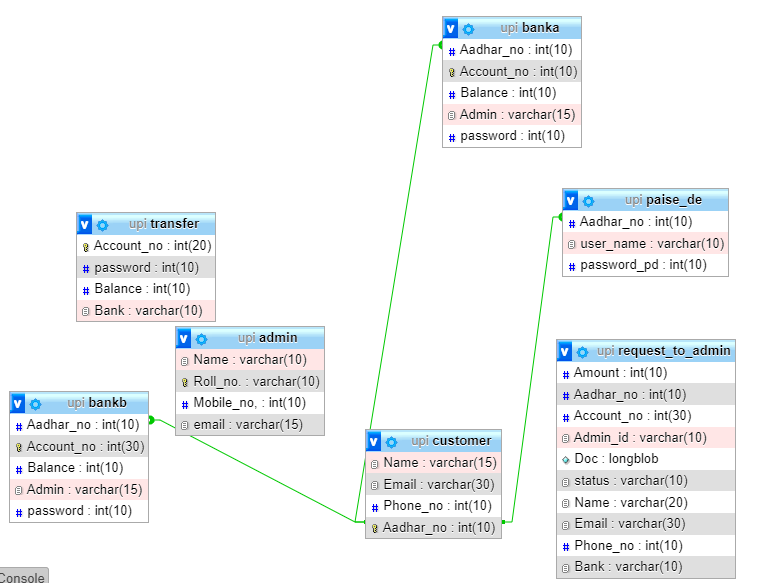 upi banka
# Aadhar_no : int(10)
Account_no : int(10)
# Balance : int(10)
Admin : varchar(15)
# password : int(10)
upi paise_de
# Aadhar_no : int(10)
user_name : varchar(10)
# password_pd : int(10)
upi transfer
Account_no : int(20)
# password : int(10)
# Balance : int(10)
Bank : varchar(10)
upi admin
Name : varchar(10)
Roll_no. : varchar(10)
# Mobile_no, : int(10)
email : varchar(15)
upi request_to_admin
# Amount : int(10)
# Aadhar_no : int(10)
# Account_no : int(30)
Admin_id : varchar(10)
Doc : longblob
status : varchar(10)
Name : varchar(20)
Email : varchar(30)
# Phone_no : int(10)
Bank : varchar(10)
upi bankb
# Aadhar_no : int(10)
Account_no : int(30)
# Balance : int(10)
Admin : varchar(15)
# password : int(10)
upi customer
Name : varchar(15)
Email : varchar(30)
# Phone_no : int(10)
Aadhar_no : int(10)
Console